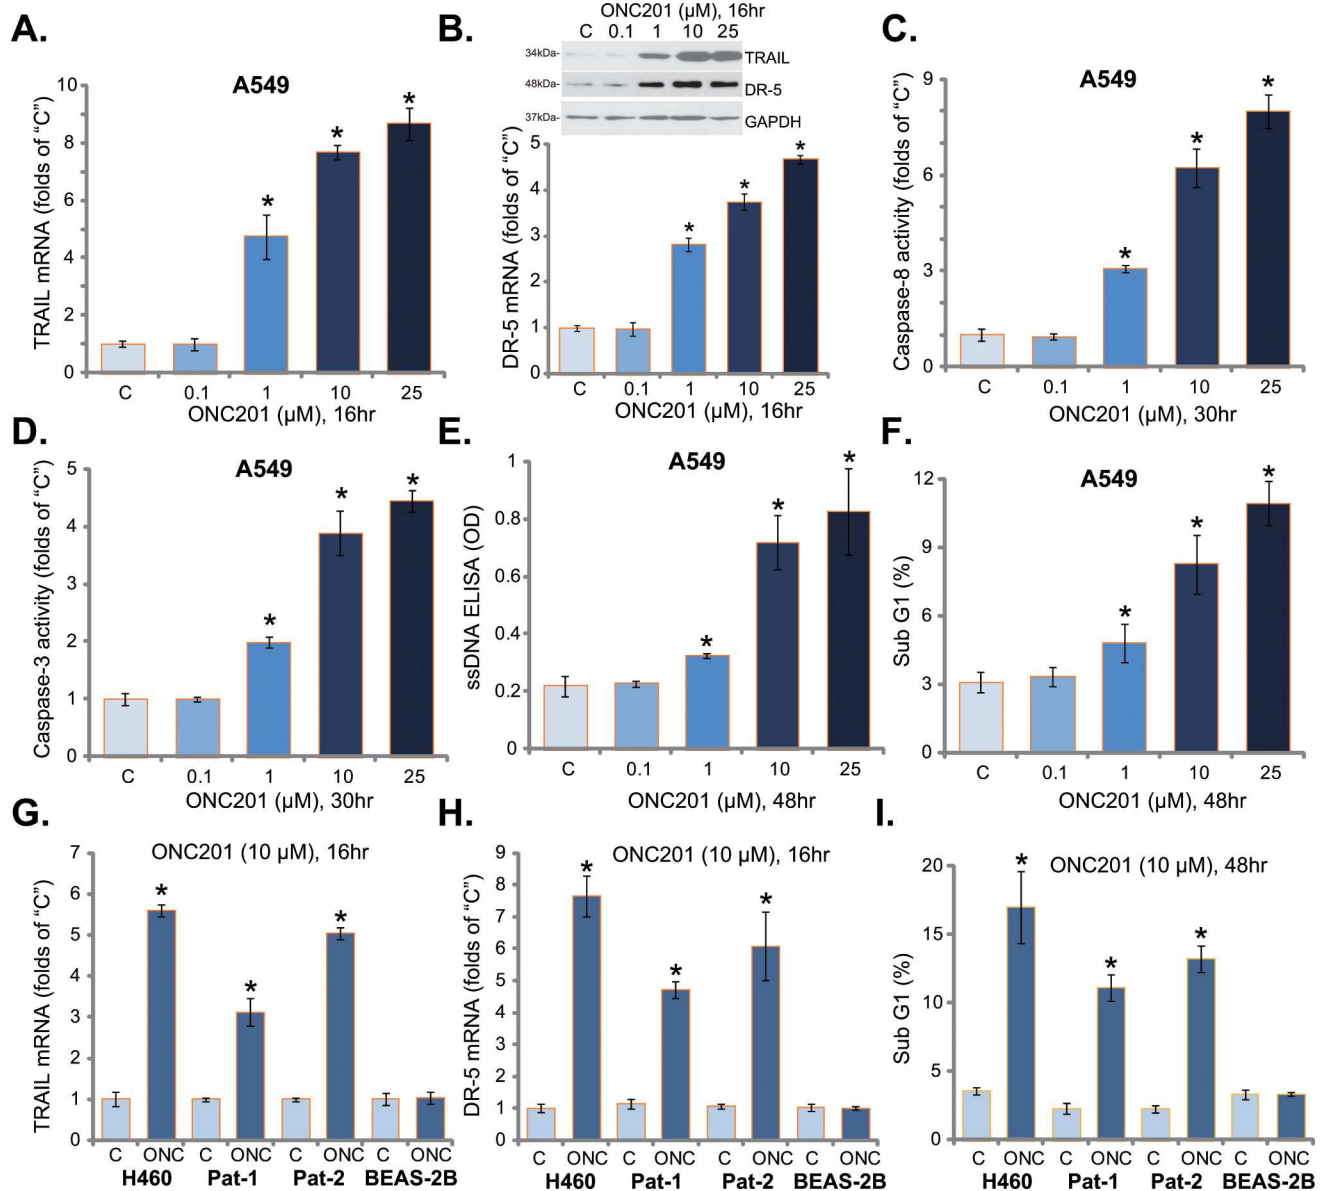 A.
A549
TRAIL mRNA (folds of “C”)
10
8
6
4
2
0
*
*
*
C 0.1 1 10 25
ONC201 (µM), 16hr
B.
ONC201 (µM), 16hr
C 0.1 1 10 25
34kDa- TRAIL
48kDa- DR-5
37kDa- GAPDH
DR-5 mRNA (folds of “C”)
5
4
3
2
1
0
*
*
*
C 0.1 1 10 25
ONC201 (µM), 16hr
C.
A549
Caspase-8 activity (folds of “C”)
9
6
3
0
*
*
*
C 0.1 1 10 25
ONC201 (µM), 30hr
D.
A549
Caspase-3 activity (folds of “C”)
5
4
3
2
1
0
*
*
*
C 0.1 1 10 25
ONC201 (µM), 30hr
E.
A549
ssDNA ELISA (OD)
1
0.8
0.6
0.4
0.2
0
*
*
*
C 0.1 1 10 25
ONC201 (µM), 48hr
F.
A549
Sub G1 (%)
12
9
6
3
0
*
*
*
C 0.1 1 10 25
ONC201 (µM), 48hr
G.
ONC201 (10 µM), 16hr
TRAIL mRNA (folds of “C”)
7
6
5
4
3
2
1
0
*
*
*
C ONC C ONC C ONC C ONC
H460 Pat-1 Pat-2 BEAS-2B
H.
ONC201 (10 µM), 16hr
DR-5 mRNA (folds of “C”)
9
8
7
6
5
4
3
2
1
0
*
*
*
C ONC C ONC C ONC C ONC
H460 Pat-1 Pat-2 BEAS-2B
I.
ONC201 (10 µM), 48hr
Sub G1 (%)
20
15
10
5
0
*
*
*
C ONC C ONC C ONC C ONC
H460 Pat-1 Pat-2 BEAS-2B